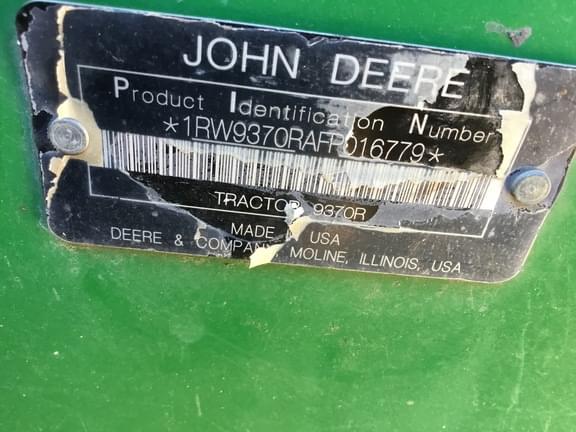 JOHN DEERE
Product Identification Number
*1RW9370RAFP016779*
TRACTOR 9370R
MADE USA
DEERE & COMPANY MOLINE, ILLINOIS, USA